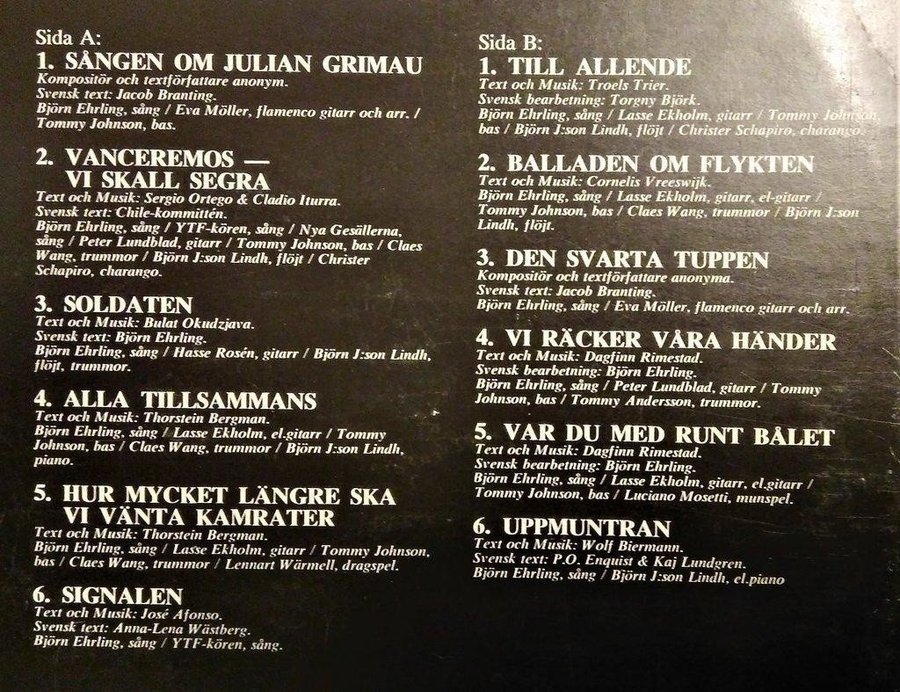 Sida A:
1. SÅNGEN OM JULIAN GRIMAU
Kompositör och textförfattare anonym.
Svensk text: Jacob Branting.
Björn Ehrling, sång / Eva Möller, flamenco gitarr och arr. /
Tommy Johnson, bas.
2. VANCEREMOS —
VI SKALL SEGRA
Text och Musik: Sergio Ortego & Cladio Iturra.
Svensk text: Chile-kommittén.
Björn Ehrling, sång / YTF-kören, sång / Nya Gesällerna,
sång / Peter Lundblad, gitarr / Tommy Johnson, bas / Claes
Wang, trummor / Björn J:son Lindh, flöjt / Christer
Schapiro, charango.
3. SOLDATEN
Text och Musik: Bulat Okudzjava.
Svensk text: Björn Ehrling.
Björn Ehrling, sång / Hasse Rosén, gitarr / Björn J:son Lindh,
flöjt, trummor.
4. ALLA TILLSAMMANS
Text och Musik: Thorstein Bergman.
Björn Ehrling, sång / Lasse Ekholm, el.gitarr / Tommy
Johnson, bas / Claes Wang, trummor / Björn J:son Lindh,
piano.
5. HUR MYCKET LÄNGRE SKA
VI VÄNTA KAMRATER
Text och Musik: Thorstein Bergman.
Björn Ehrling, sång / Lasse Ekholm, gitarr / Tommy Johnson,
bas / Claes Wang, trummor / Lennart Wärmell, dragspel.
6. SIGNALEN
Text och Musik: José Afonso.
Svensk text: Anna-Lena Wästberg.
Björn Ehrling, sång / YTF-kören, sång.
Sida B:
1. TILL ALLENDE
Text och Musik: Troels Trier.
Svensk bearbetning: Torgny Björk.
Björn Ehrling, sång / Lasse Ekholm, gitarr / Tommy Johnson,
bas / Björn J:son Lindh, flöjt / Christer Schapiro, charango.
2. BALLADEN OM FLYKTEN
Text och Musik: Cornelis Vreeswijk.
Björn Ehrling, sång / Lasse Ekholm, gitarr, el-gitarr /
Tommy Johnson, bas / Claes Wang, trummor / Björn J:son
Lindh, flöjt.
3. DEN SVARTA TUPPEN
Kompositör och textförfattare anonyma.
Svensk text: Jacob Branting.
Björn Ehrling, sång / Eva Möller, flamenco gitarr och arr.
4. VI RÄCKER VÅRA HÄNDER
Text och Musik: Dagfinn Rimestad.
Svensk bearbetning: Björn Ehrling.
Björn Ehrling, sång / Peter Lundblad, gitarr / Tommy
Johnson, bas / Tommy Andersson, trummor.
5. VAR DU MED RUNT BÅLET
Text och Musik: Dagfinn Rimestad.
Svensk bearbetning: Björn Ehrling.
Björn Ehrling, sång / Lasse Ekholm, gitarr, el.gitarr /
Tommy Johnson, bas / Luciano Mosetti, munspel.
6. UPPMUNTRAN
Text och Musik: Wolf Biermann.
Svensk text: P.O. Enquist & Kaj Lundgren.
Björn Ehrling, sång / Björn J:son Lindh, el.piano